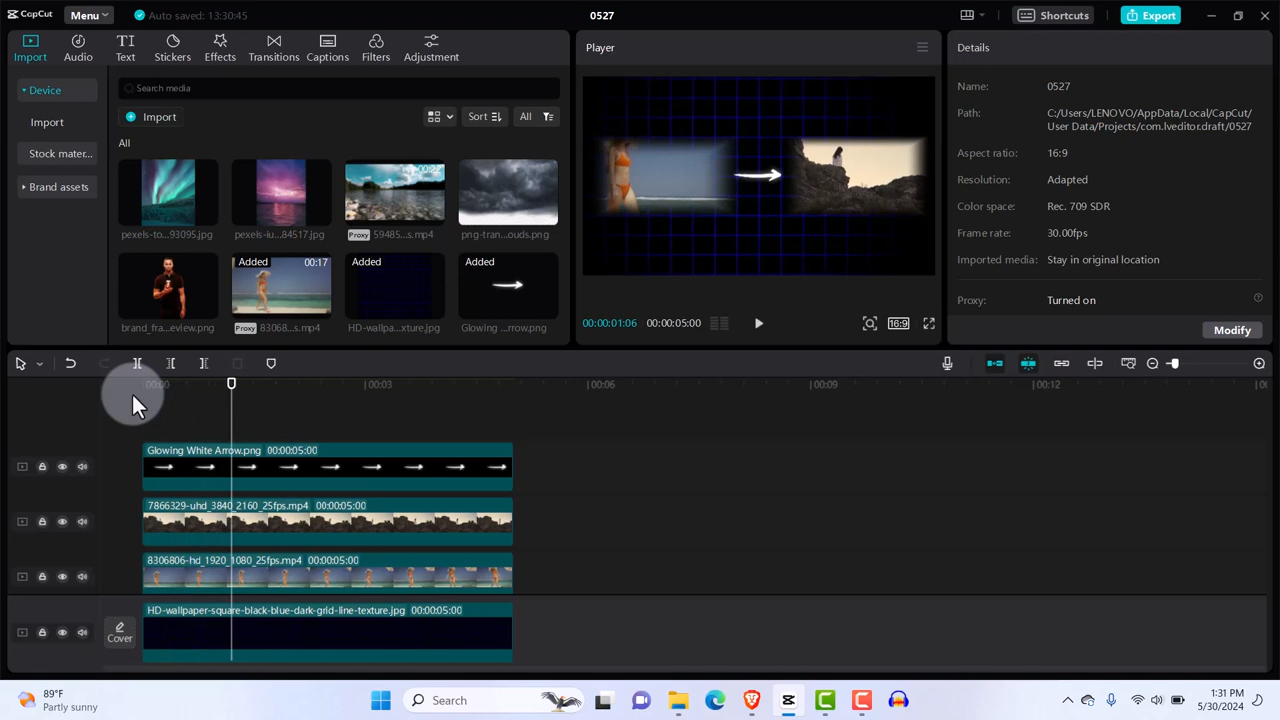 CapCut
Menu
Auto saved: 13:30:45
0527
Shortcuts
Export
Import
Audio
Text
Stickers
Effects
Transitions
Captions
Filters
Adjustment
Device
Import
Stock mater...
Brand assets
Search media
Import
Sort
All
All
pexels-to...93095.jpg
pexels-iu...84517.jpg
00:22
Proxy 59485...s.mp4
png-tran...ouds.png
brand_fra...eview.png
Added 00:17
Proxy 83068...s.mp4
Added
HD-wallpa...xture.jpg
Added
Glowing ...rrow.png
Player
00:00:01:06 00:00:05:00
16:9
Details
Name: 0527
Path: C:/Users/LENOVO/AppData/Local/CapCut/
User Data/Projects/com.lveditor.draft/0527
Aspect ratio: 16:9
Resolution: Adapted
Color space: Rec. 709 SDR
Frame rate: 30.00fps
Imported media: Stay in original location
Proxy: Turned on
Modify
00:00 00:03 00:06 00:09 00:12
Glowing White Arrow.png 00:00:05:00
7866329-uhd_3840_2160_25fps.mp4 00:00:05:00
8306806-hd_1920_1080_25fps.mp4 00:00:05:00
HD-wallpaper-square-black-blue-dark-grid-line-texture.jpg 00:00:05:00
Cover
89°F
Partly sunny
Search
1:31 PM
5/30/2024